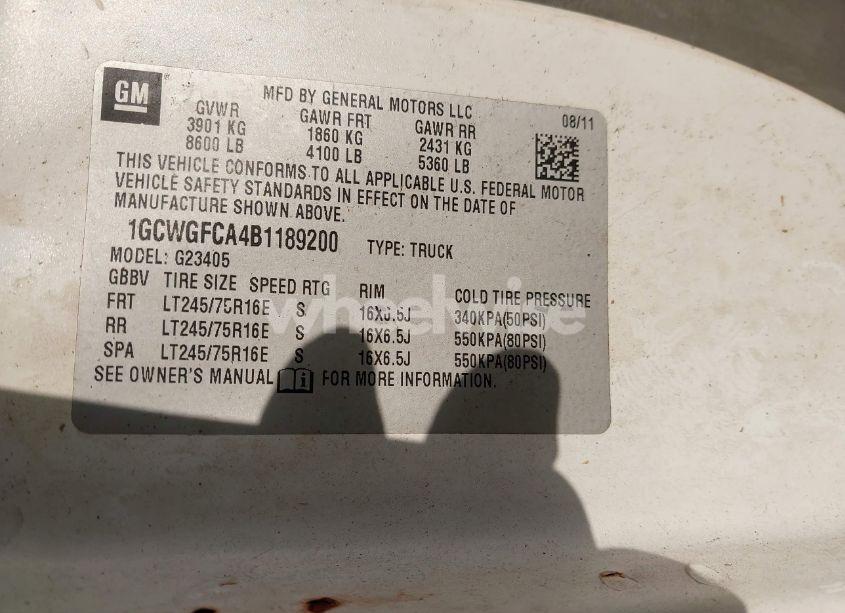 GM
MFD BY GENERAL MOTORS LLC
08/11
GVWR GAWR FRT GAWR RR
3901 KG 1860 KG 2431 KG
8600 LB 4100 LB 5360 LB
THIS VEHICLE CONFORMS TO ALL APPLICABLE U.S. FEDERAL MOTOR
VEHICLE SAFETY STANDARDS IN EFFECT ON THE DATE OF
MANUFACTURE SHOWN ABOVE.
1GCWGFCA4B1189200 TYPE: TRUCK
MODEL: G23405
GBBV TIRE SIZE SPEED RTG RIM COLD TIRE PRESSURE
FRT LT245/75R16E S 16X6.5J 340KPA(50PSI)
RR LT245/75R16E S 16X6.5J 550KPA(80PSI)
SPA LT245/75R16E S 16X6.5J 550KPA(80PSI)
SEE OWNER'S MANUAL i FOR MORE INFORMATION.